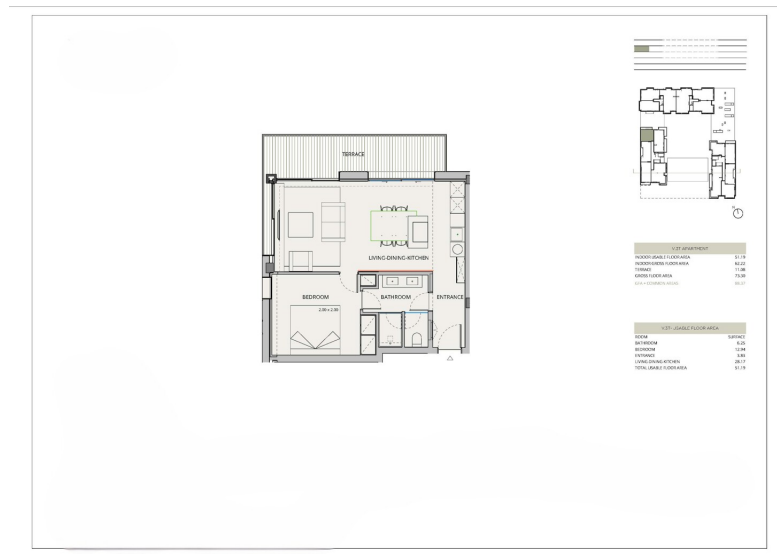 TERRACE
LIVING-DINING-KITCHEN
BEDROOM
2.00 x 2.00
BATHROOM
ENTRANCE
V.3T APARTMENT
INDOOR USABLE FLOOR AREA 51.19
INDOOR GROSS FLOOR AREA 62.22
TERRACE 11.08
GROSS FLOOR AREA 73.30
V.3T- USABLE FLOOR AREA
ROOM SURFACE
BATHROOM 6.25
BEDROOM 12.94
ENTRANCE 3.83
LIVING-DINING-KITCHEN 28.17
TOTAL USABLE FLOOR AREA 51.19